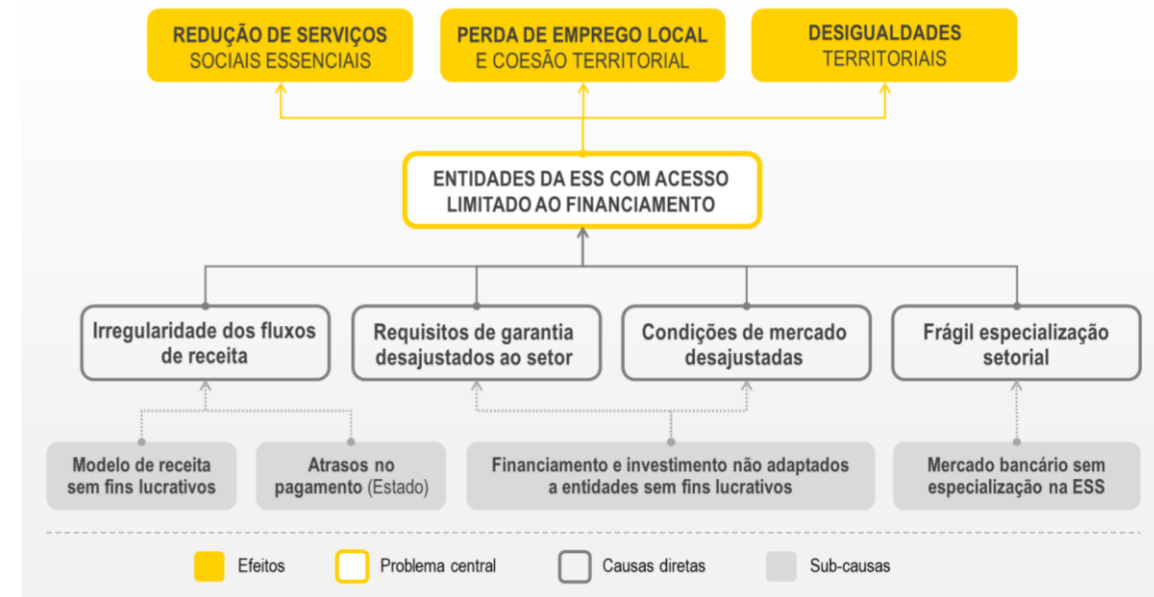 REDUÇÃO DE SERVIÇOS
SOCIAIS ESSENCIAIS
PERDA DE EMPREGO LOCAL
E COESÃO TERRITORIAL
DESIGUALDADES
TERRITORIAIS
ENTIDADES DA ESS COM ACESSO
LIMITADO AO FINANCIAMENTO
Irregularidade dos fluxos
de receita
Requisitos de garantia
desajustados ao setor
Condições de mercado
desajustadas
Frágil especialização
setorial
Modelo de receita
sem fins lucrativos
Atrasos no
pagamento (Estado)
Financiamento e investimento não adaptados
a entidades sem fins lucrativos
Mercado bancário sem
especialização na ESS
Efeitos
Problema central
Causas diretas
Sub-causas